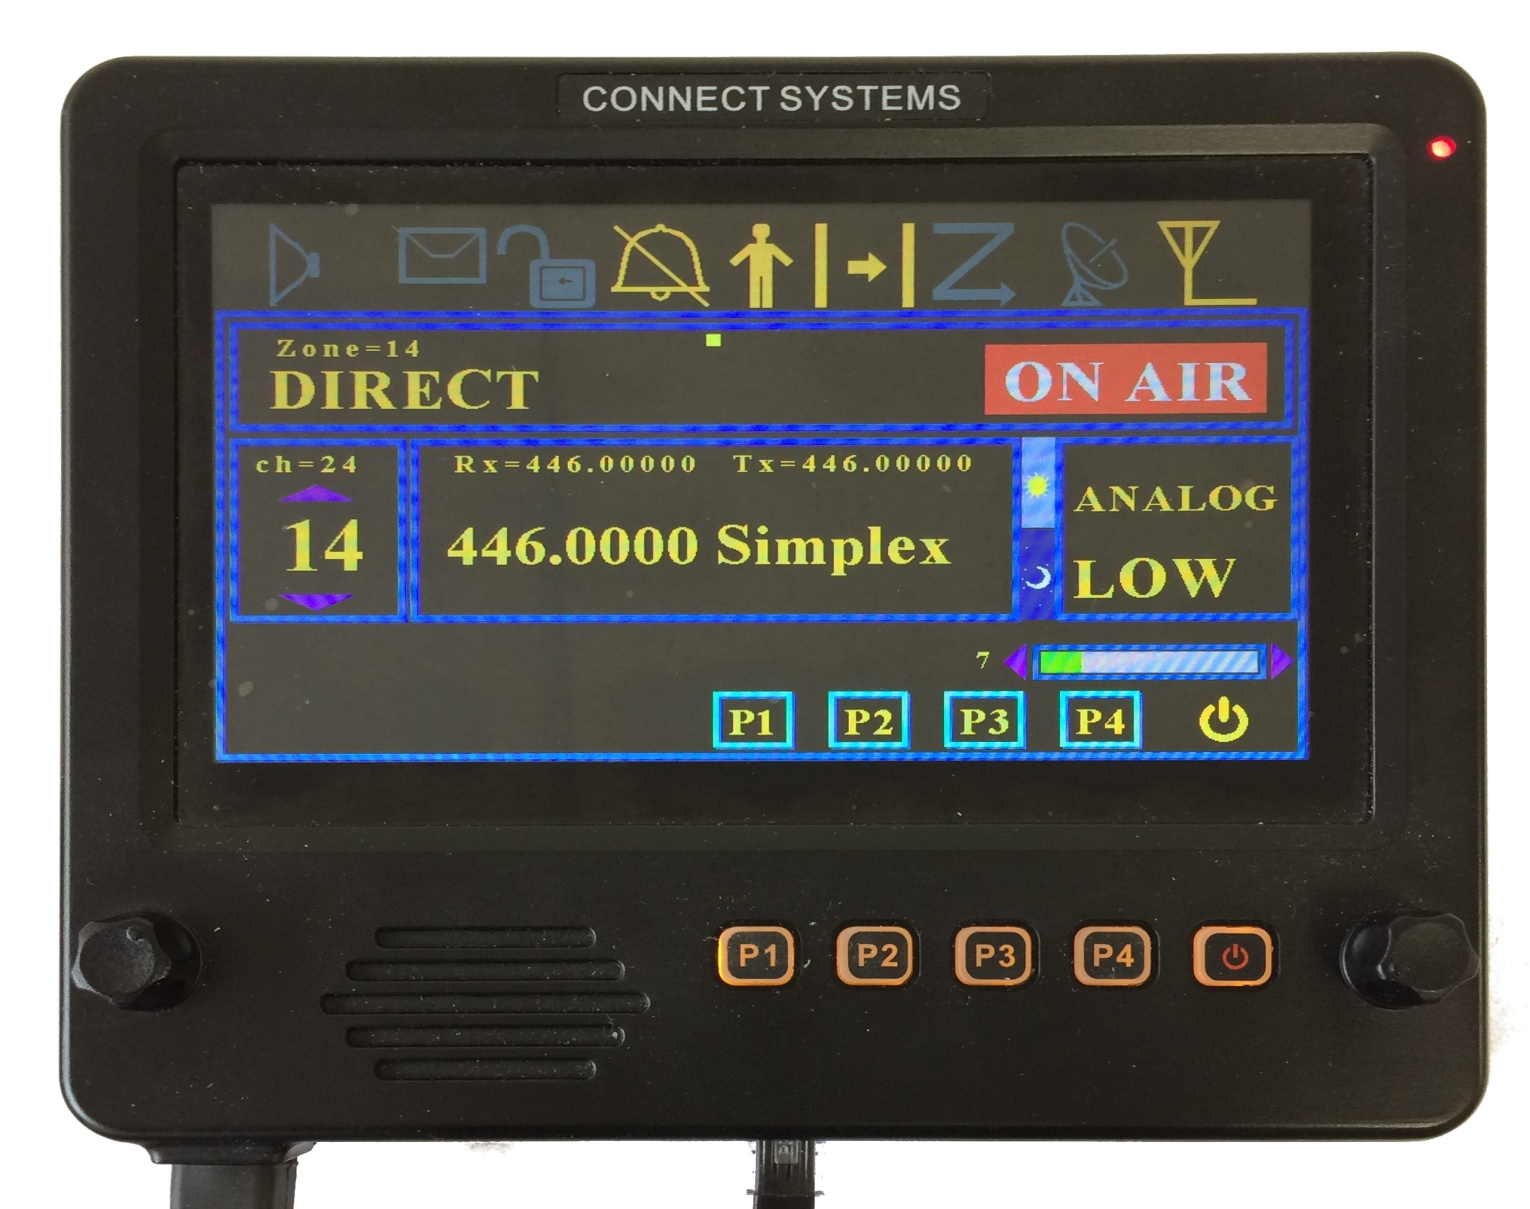 CONNECT SYSTEMS
Zone=14
DIRECT
ON AIR
ch=24
14
Rx=446.00000 Tx=446.00000
446.0000 Simplex
ANALOG
LOW
7
P1 P2 P3 P4
P1 P2 P3 P4